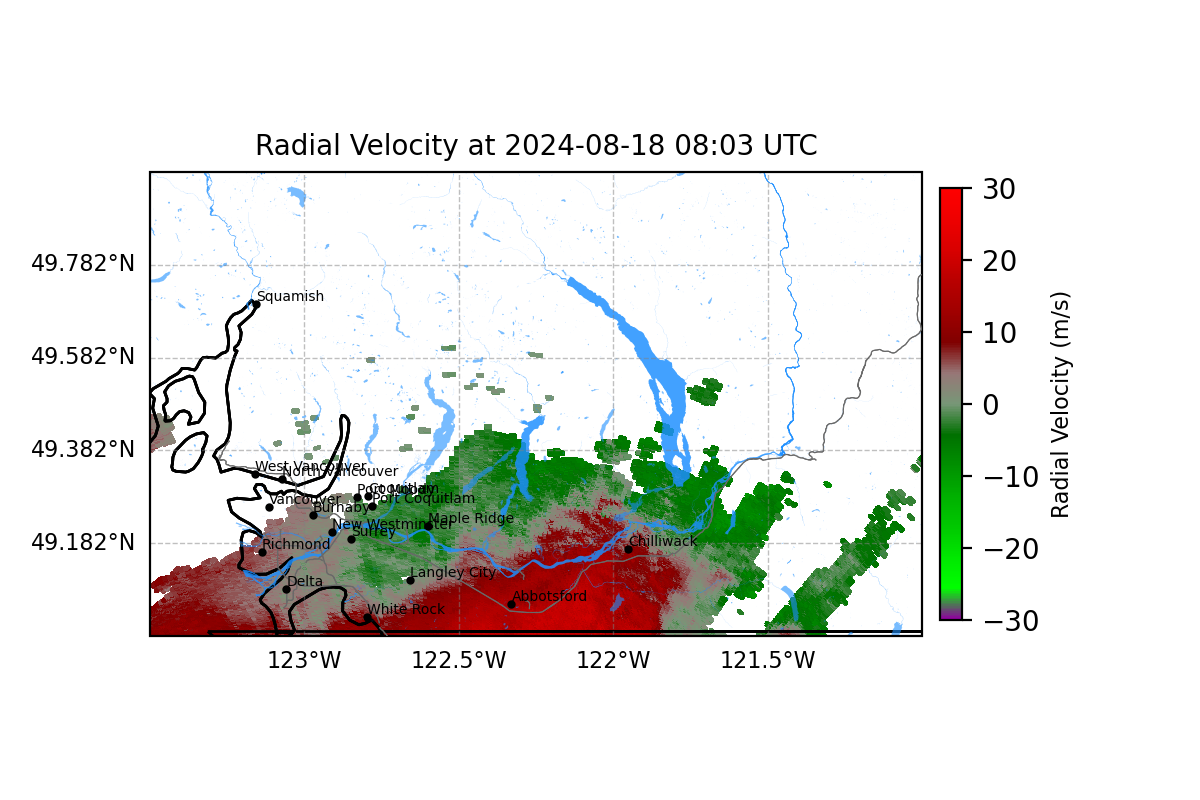 Radial Velocity at 2024-08-18 08:03 UTC
49.782°N
49.582°N
49.382°N
49.182°N
123°W
122.5°W
122°W
121.5°W
Squamish
West Vancouver
North Vancouver
Port Moody
Coquitlam
Port Coquitlam
Vancouver
Burnaby
New Westminster
Maple Ridge
Surrey
Richmond
Chilliwack
Langley City
Delta
Abbotsford
White Rock
30
20
10
0
−10
−20
−30
Radial Velocity (m/s)